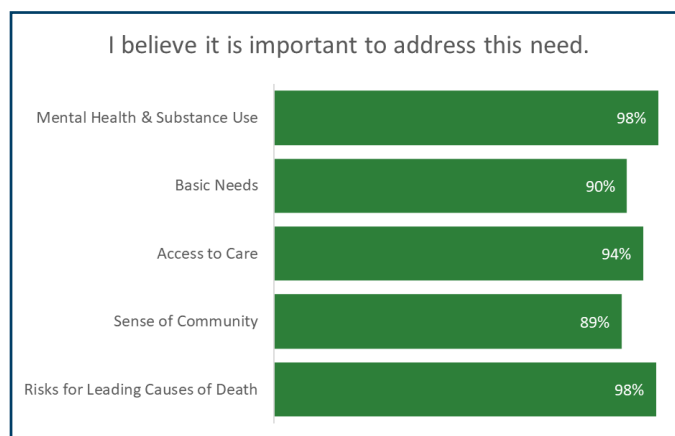 I believe it is important to address this need.
Mental Health & Substance Use 98%
Basic Needs 90%
Access to Care 94%
Sense of Community 89%
Risks for Leading Causes of Death 98%